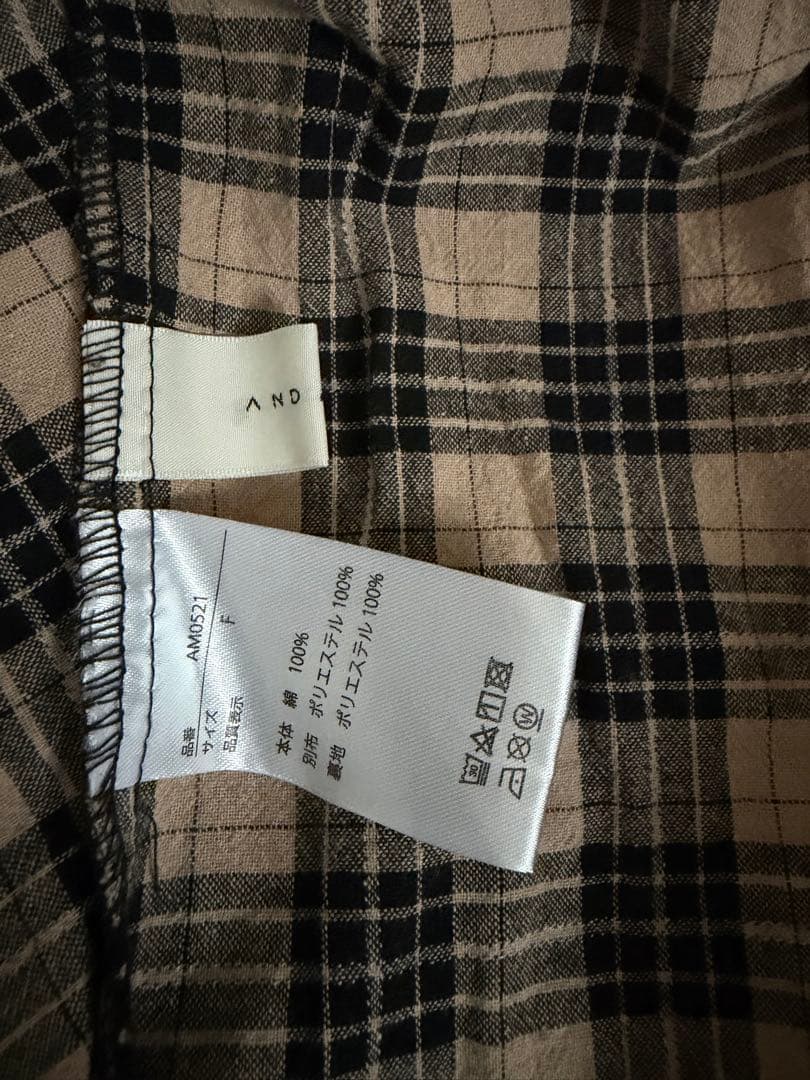 AND
品番 AM0521
サイズ F
品質表示
本体 綿 100%
別布 ポリエステル 100%
裏地 ポリエステル 100%
30
W